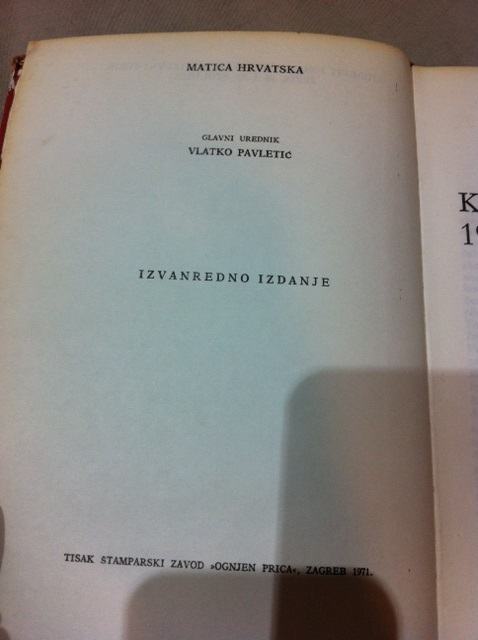 MATICA HRVATSKA
GLAVNI UREDNIK
VLATKO PAVLETIĆ
IZVANREDNO IZDANJE
TISAK ŠTAMPARSKI ZAVOD »OGNJEN PRICA«, ZAGREB 1971.